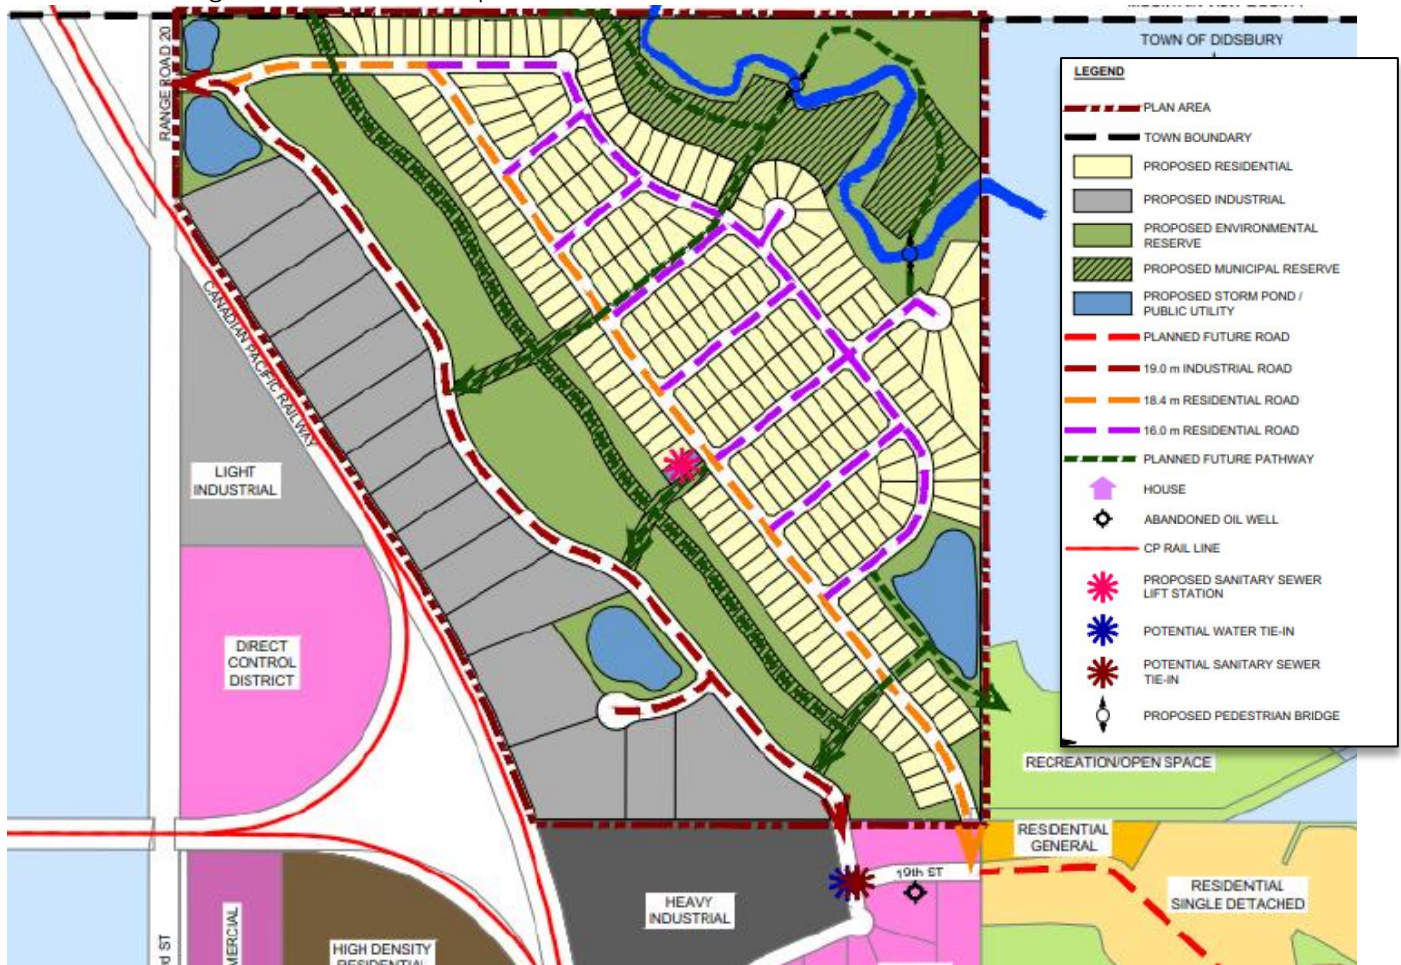 TOWN OF DIDSBURY
RANGE ROAD 20
LEGEND
PLAN AREA
TOWN BOUNDARY
PROPOSED RESIDENTIAL
PROPOSED INDUSTRIAL
PROPOSED ENVIRONMENTAL
RESERVE
PROPOSED MUNICIPAL RESERVE
PROPOSED STORM POND /
PUBLIC UTILITY
PLANNED FUTURE ROAD
19.0 m INDUSTRIAL ROAD
18.4 m RESIDENTIAL ROAD
16.0 m RESIDENTIAL ROAD
PLANNED FUTURE PATHWAY
HOUSE
ABANDONED OIL WELL
CP RAIL LINE
PROPOSED SANITARY SEWER
LIFT STATION
POTENTIAL WATER TIE-IN
POTENTIAL SANITARY SEWER
TIE-IN
PROPOSED PEDESTRIAN BRIDGE
CANADIAN PACIFIC RAILWAY
LIGHT
INDUSTRIAL
DIRECT
CONTROL
DISTRICT
RECREATION/OPEN SPACE
RESIDENTIAL
GENERAL
19th ST
RESIDENTIAL
SINGLE DETACHED
HEAVY
INDUSTRIAL
HIGH DENSITY
RESIDENTIAL